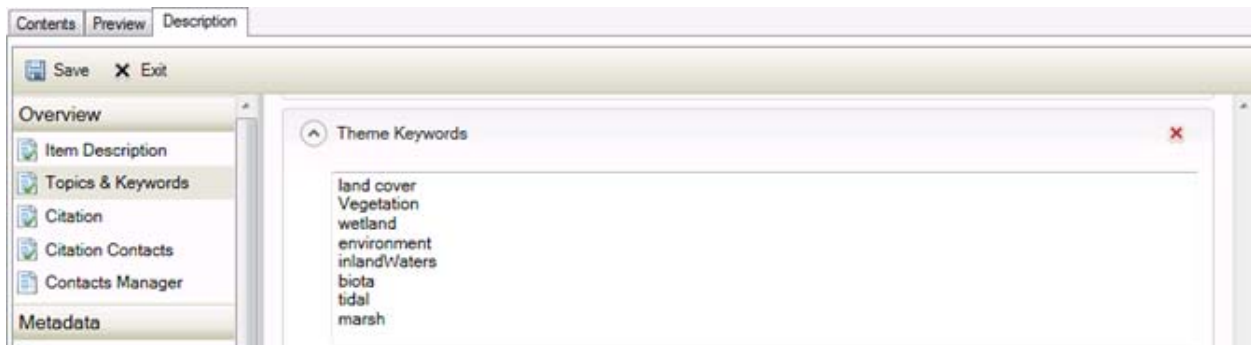 Contents Preview Description
Save Exit
Overview
Item Description
Topics & Keywords
Citation
Citation Contacts
Contacts Manager
Metadata
Theme Keywords
land cover
Vegetation
wetland
environment
inlandWaters
biota
tidal
marsh